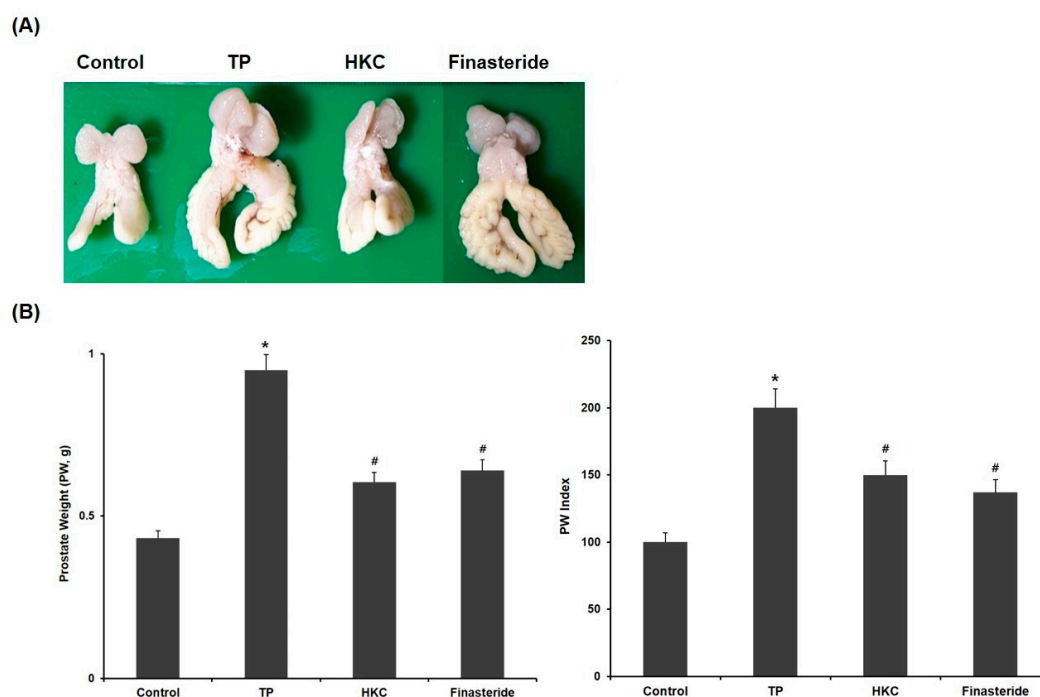 (A)
Control TP HKC Finasteride
(B)
Prostate Weight (PW, g)
1
0.5
0
*
#
#
Control TP HKC Finasteride
PW Index
250
200
150
100
50
0
*
#
#
Control TP HKC Finasteride